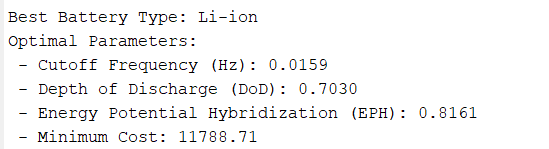 Best Battery Type: Li-ion
Optimal Parameters:
- Cutoff Frequency (Hz): 0.0159
- Depth of Discharge (DoD): 0.7030
- Energy Potential Hybridization (EPH): 0.8161
- Minimum Cost: 11788.71